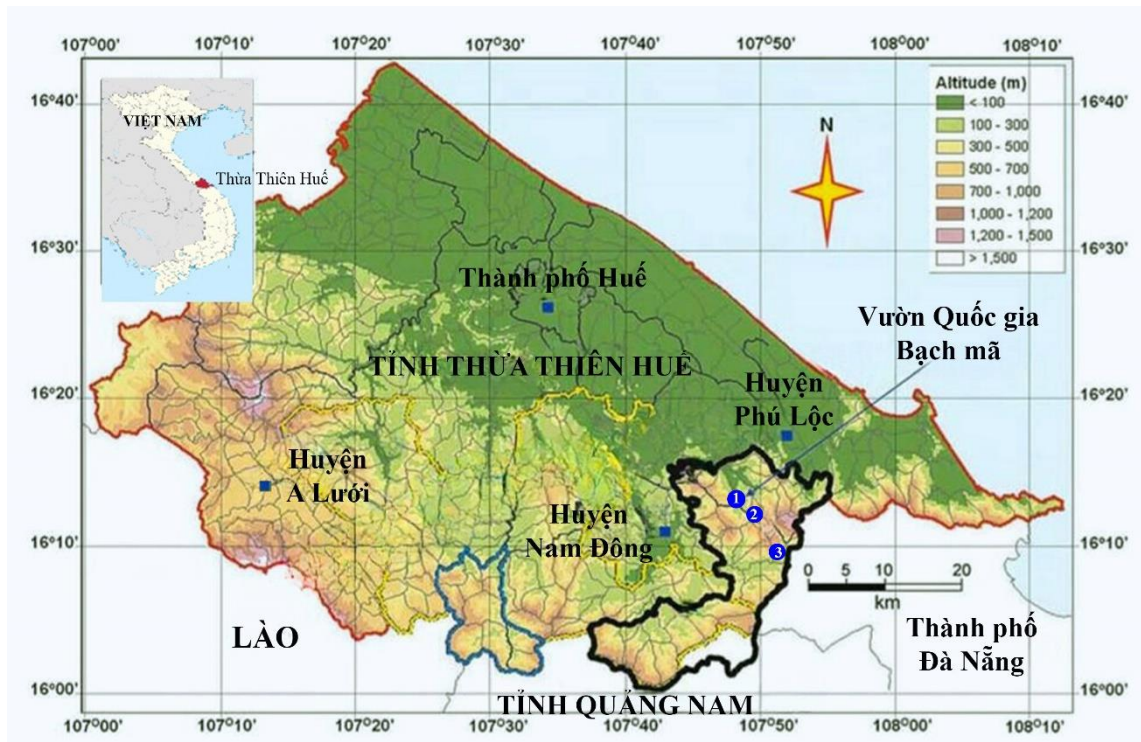 107°00' 107°10' 107°20' 107°30' 107°40' 107°50' 108°00' 108°10'
16°40' 16°40'
Altitude (m)
< 100
100 - 300
300 - 500
500 - 700
700 - 1,000
1,000 - 1,200
1,200 - 1,500
> 1,500
VIỆT NAM
Thừa Thiên Huế
N
16°30' 16°30'
Thành phố Huế
Vườn Quốc gia
Bạch mã
TỈNH THỪA THIÊN HUẾ
16°20' 16°20'
Huyện
Phú Lộc
Huyện
A Lưới
1
2
Huyện
Nam Đông
16°10' 3 16°10'
0 5 10 20
km
LÀO
Thành phố
Đà Nẵng
16°00' 16°00'
TỈNH QUẢNG NAM
107°00' 107°10' 107°20' 107°30' 107°40' 107°50' 108°00' 108°10'